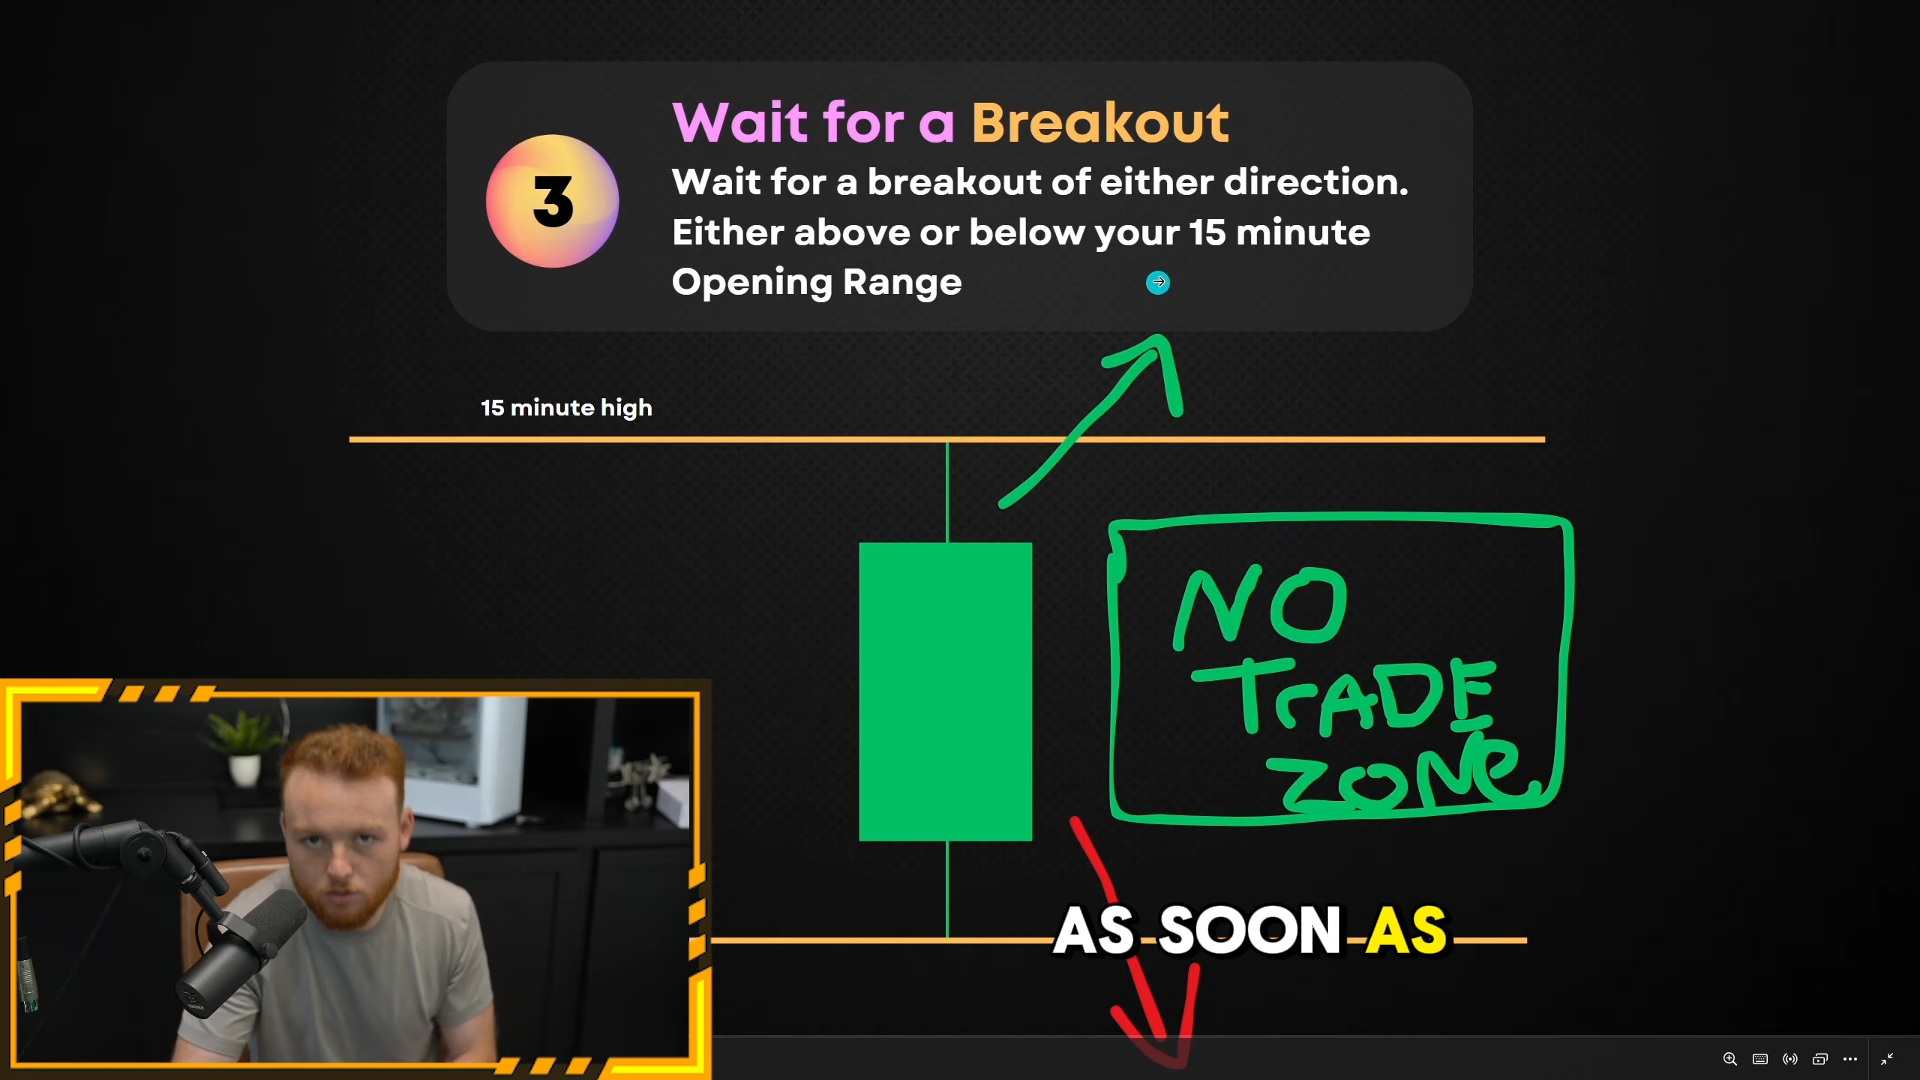 3
Wait for a Breakout
Wait for a breakout of either direction.
Either above or below your 15 minute
Opening Range
15 minute high
NO
TrADE
ZONe
AS SOON AS